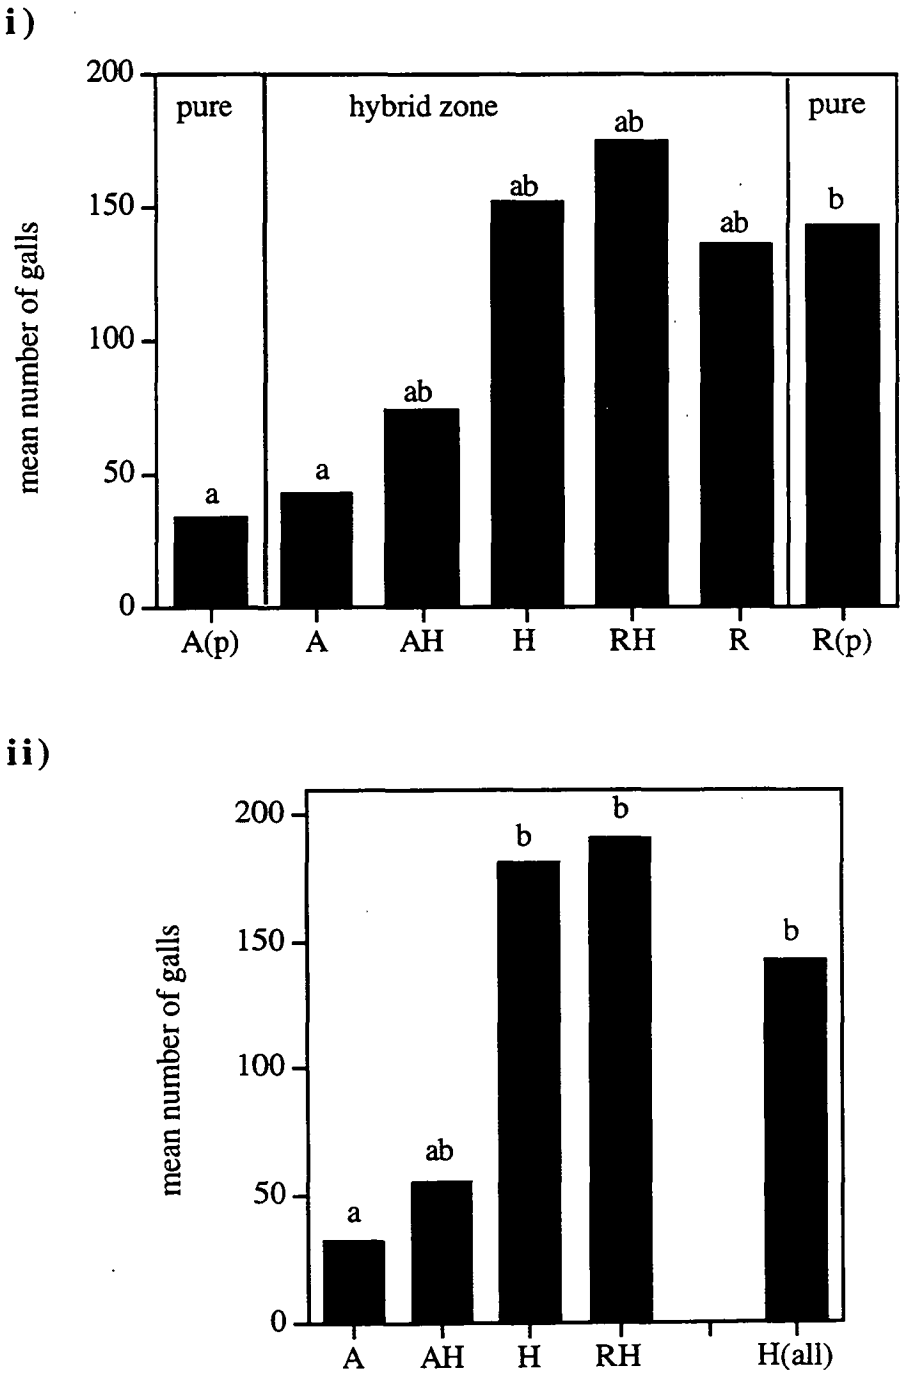 i)
200
pure
hybrid zone
pure
ab
150
ab
ab
b
mean number of galls
100
ab
50
a
a
0
A(p)
A
AH
H
RH
R
R(p)
ii)
200
b
b
150
b
mean number of galls
100
ab
50
a
0
A
AH
H
RH
H(all)